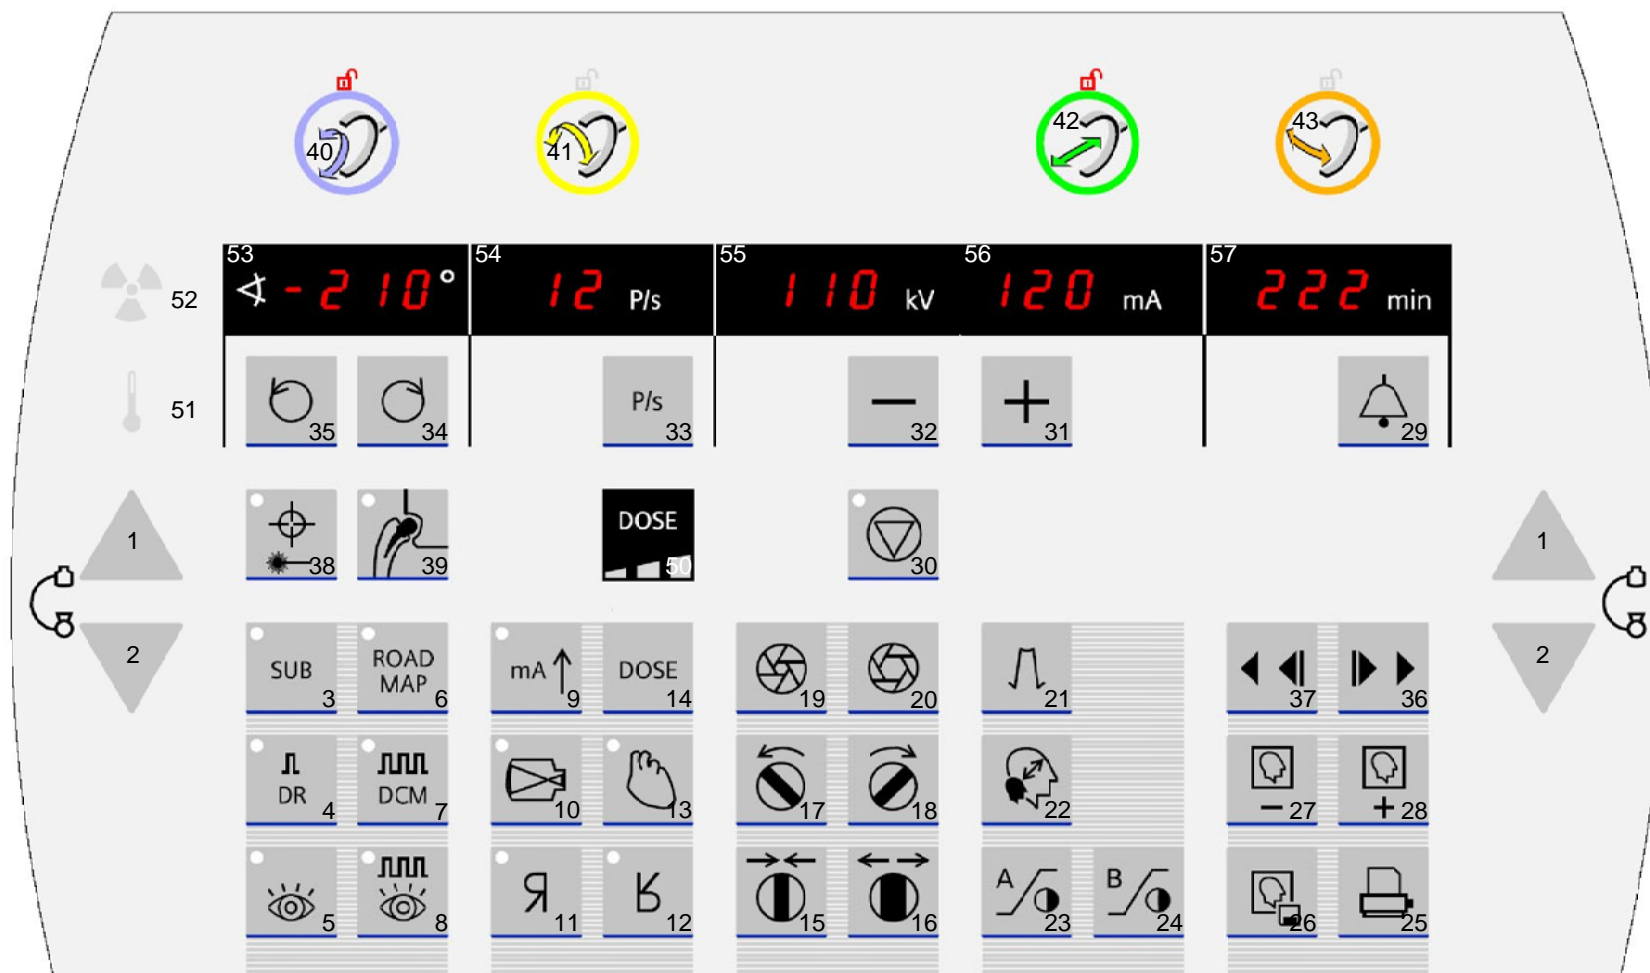 40 41 42 43
53 54 55 56 57
-210° 12 P/s 110 kV 120 mA 222 min
52
51
P/s
35 34 33 32 31 29
DOSE
38 39 50 30
1 1
SUB ROAD MAP mA DOSE
3 6 9 14 19 20 21 37 36
2 2
DR DCM
4 7 10 13 17 18 22 27 28
Я R A B
5 8 11 12 15 16 23 24 26 25